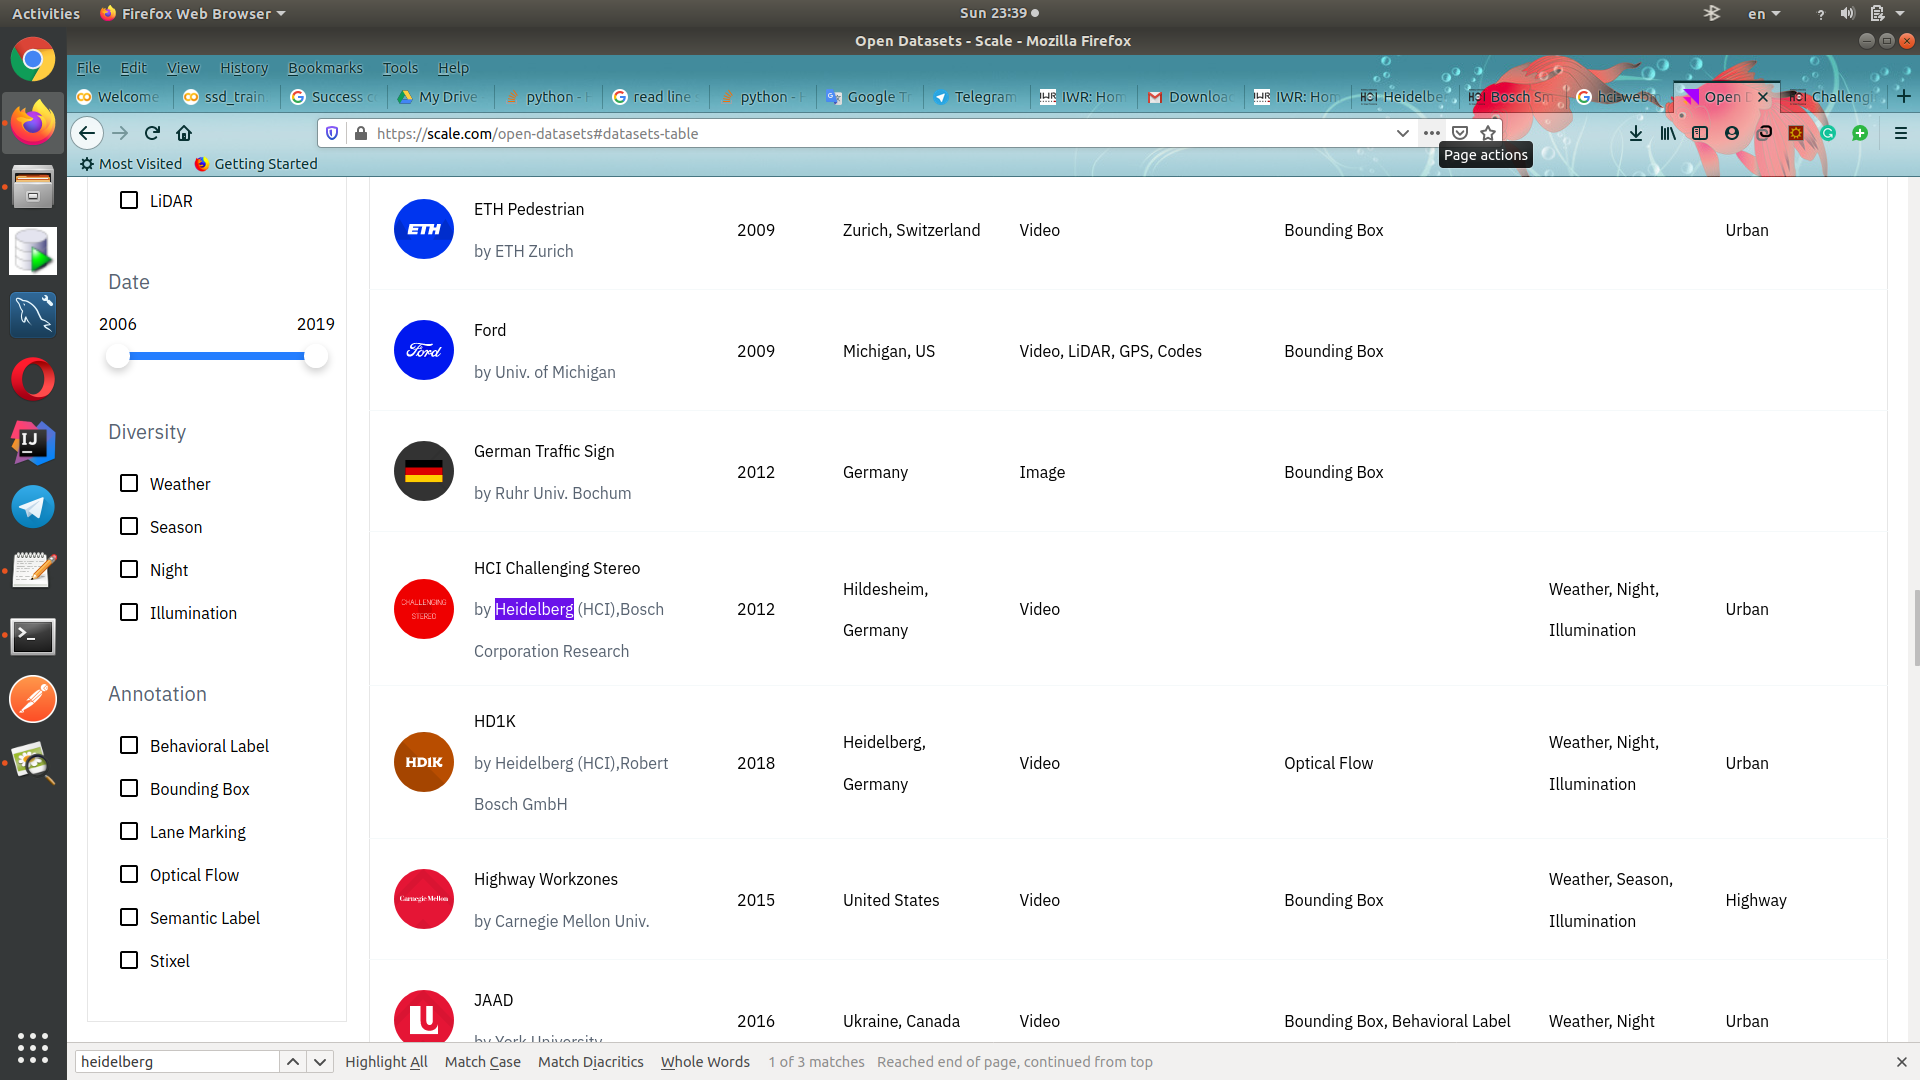 Activities
Firefox Web Browser
Sun 23:39
en
Open Datasets - Scale - Mozilla Firefox
File Edit View History Bookmarks Tools Help
Welcome
ssd_train
Success c
My Drive
python - H
read line
python - H
Google Tr
Telegram
IWR: Hom
Downloa
IWR: Hom
Heidelbe
Bosch Sm
hciweb
Open D
Challeng
https://scale.com/open-datasets#datasets-table
Page actions
Most Visited
Getting Started
LiDAR
Date
2006 2019
Diversity
Weather
Season
Night
Illumination
Annotation
Behavioral Label
Bounding Box
Lane Marking
Optical Flow
Semantic Label
Stixel
ETH
ETH Pedestrian
by ETH Zurich
2009
Zurich, Switzerland
Video
Bounding Box
Urban
Ford
Ford
by Univ. of Michigan
2009
Michigan, US
Video, LiDAR, GPS, Codes
Bounding Box
German Traffic Sign
by Ruhr Univ. Bochum
2012
Germany
Image
Bounding Box
CHALLENGING
STEREO
HCI Challenging Stereo
by Heidelberg (HCI),Bosch
Corporation Research
2012
Hildesheim,
Germany
Video
Weather, Night,
Illumination
Urban
HD1K
HD1K
by Heidelberg (HCI),Robert
Bosch GmbH
2018
Heidelberg,
Germany
Video
Optical Flow
Weather, Night,
Illumination
Urban
Carnegie Mellon
Highway Workzones
by Carnegie Mellon Univ.
2015
United States
Video
Bounding Box
Weather, Season,
Illumination
Highway
JAAD
by York University
2016
Ukraine, Canada
Video
Bounding Box, Behavioral Label
Weather, Night
Urban
heidelberg
Highlight All
Match Case
Match Diacritics
Whole Words
1 of 3 matches
Reached end of page, continued from top